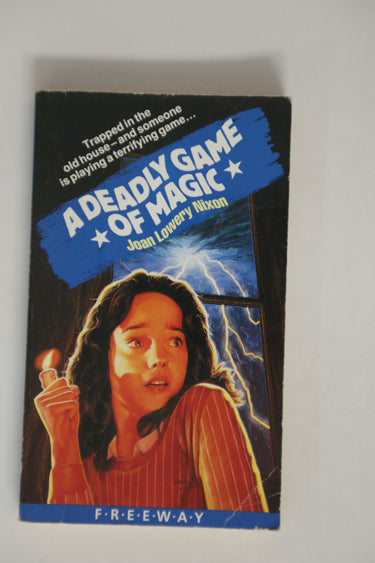 Trapped in the
old house – and someone
is playing a terrifying game...
A DEADLY GAME
OF MAGIC
Joan Lowery Nixon
F·R·E·E·W·A·Y